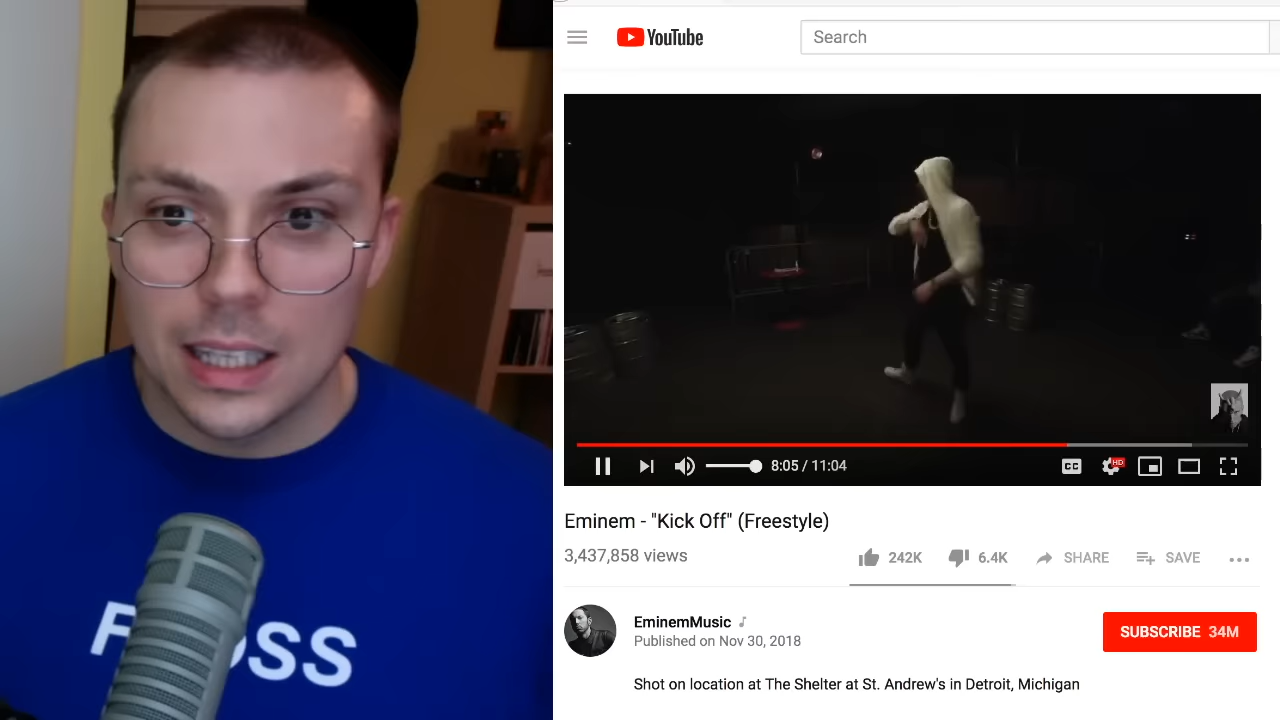 YouTube
Search
8:05 / 11:04
CC
HD
Eminem - "Kick Off" (Freestyle)
3,437,858 views
242K
6.4K
SHARE
SAVE
EminemMusic
Published on Nov 30, 2018
SUBSCRIBE 34M
Shot on location at The Shelter at St. Andrew's in Detroit, Michigan